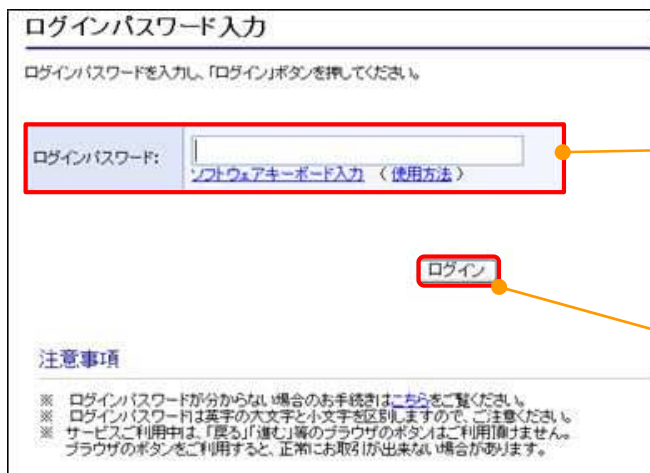 ログインパスワード入力
ログインパスワードを入力し、「ログイン」ボタンを押してください。
ログインパスワード:
ソフトウェアキーボード入力 （使用方法）
ログイン
注意事項
※ ログインパスワードが分からない場合のお手続きはこちらをご覧ください。
※ ログインパスワードは英字の大文字と小文字を区別しますので、ご注意ください。
※ サービスご利用中は、「戻る」「進む」等のブラウザのボタンはご利用頂けません。
ブラウザのボタンをご利用すると、正常にお取引が出来ない場合があります。